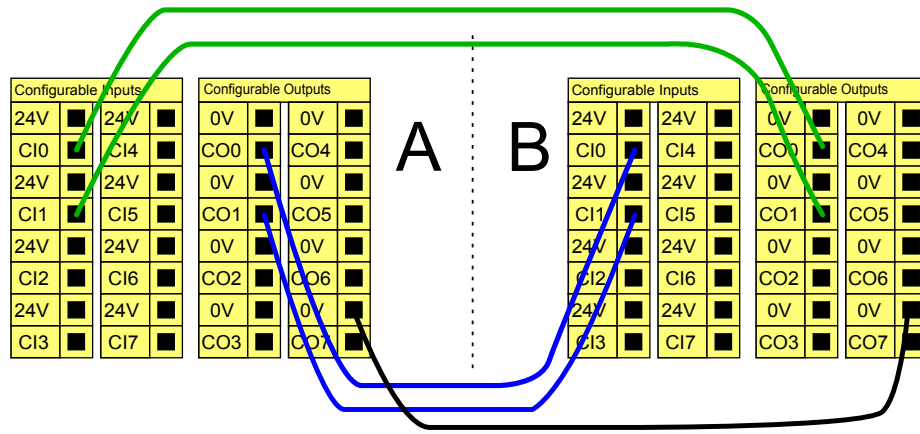 Configurable Inputs Configurable Outputs Configurable Inputs Configurable Outputs
24V 24V 0V 0V A B 24V 24V 0V 0V
CI0 CI4 CO0 CO4 CI0 CI4 CO0 CO4
24V 24V 0V 0V 24V 24V 0V 0V
CI1 CI5 CO1 CO5 CI1 CI5 CO1 CO5
24V 24V 0V 0V 24V 24V 0V 0V
CI2 CI6 CO2 CO6 CI2 CI6 CO2 CO6
24V 24V 0V 0V 24V 24V 0V 0V
CI3 CI7 CO3 CO7 CI3 CI7 CO3 CO7